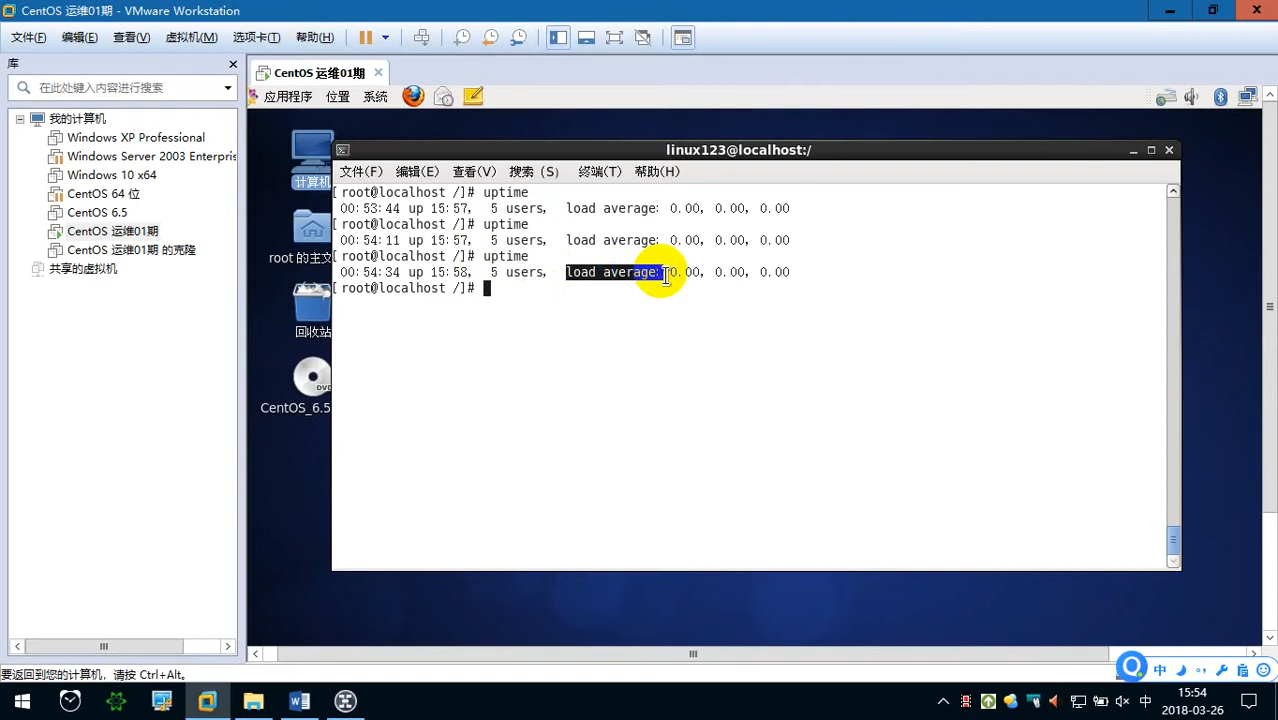 CentOS 运维01期 - VMware Workstation
文件(F) 编辑(E) 查看(V) 虚拟机(M) 选项卡(T) 帮助(H)
库
在此处键入内容进行搜索
我的计算机
Windows XP Professional
Windows Server 2003 Enterpris
Windows 10 x64
CentOS 64 位
CentOS 6.5
CentOS 运维01期
CentOS 运维01期 的克隆
共享的虚拟机
CentOS 运维01期
应用程序 位置 系统
计算机
root 的主文
回收站
DVD
CentOS_6.5
linux123@localhost:/
文件(F) 编辑(E) 查看(V) 搜索 (S) 终端(T) 帮助(H)
[root@localhost /]# uptime
00:53:44 up 15:57, 5 users, load average: 0.00, 0.00, 0.00
[root@localhost /]# uptime
00:54:11 up 15:57, 5 users, load average: 0.00, 0.00, 0.00
[root@localhost /]# uptime
00:54:34 up 15:58, 5 users, load average: 0.00, 0.00, 0.00
[root@localhost /]#
要返回到您的计算机，请按 Ctrl+Alt。
中
中
15:54
2018-03-26